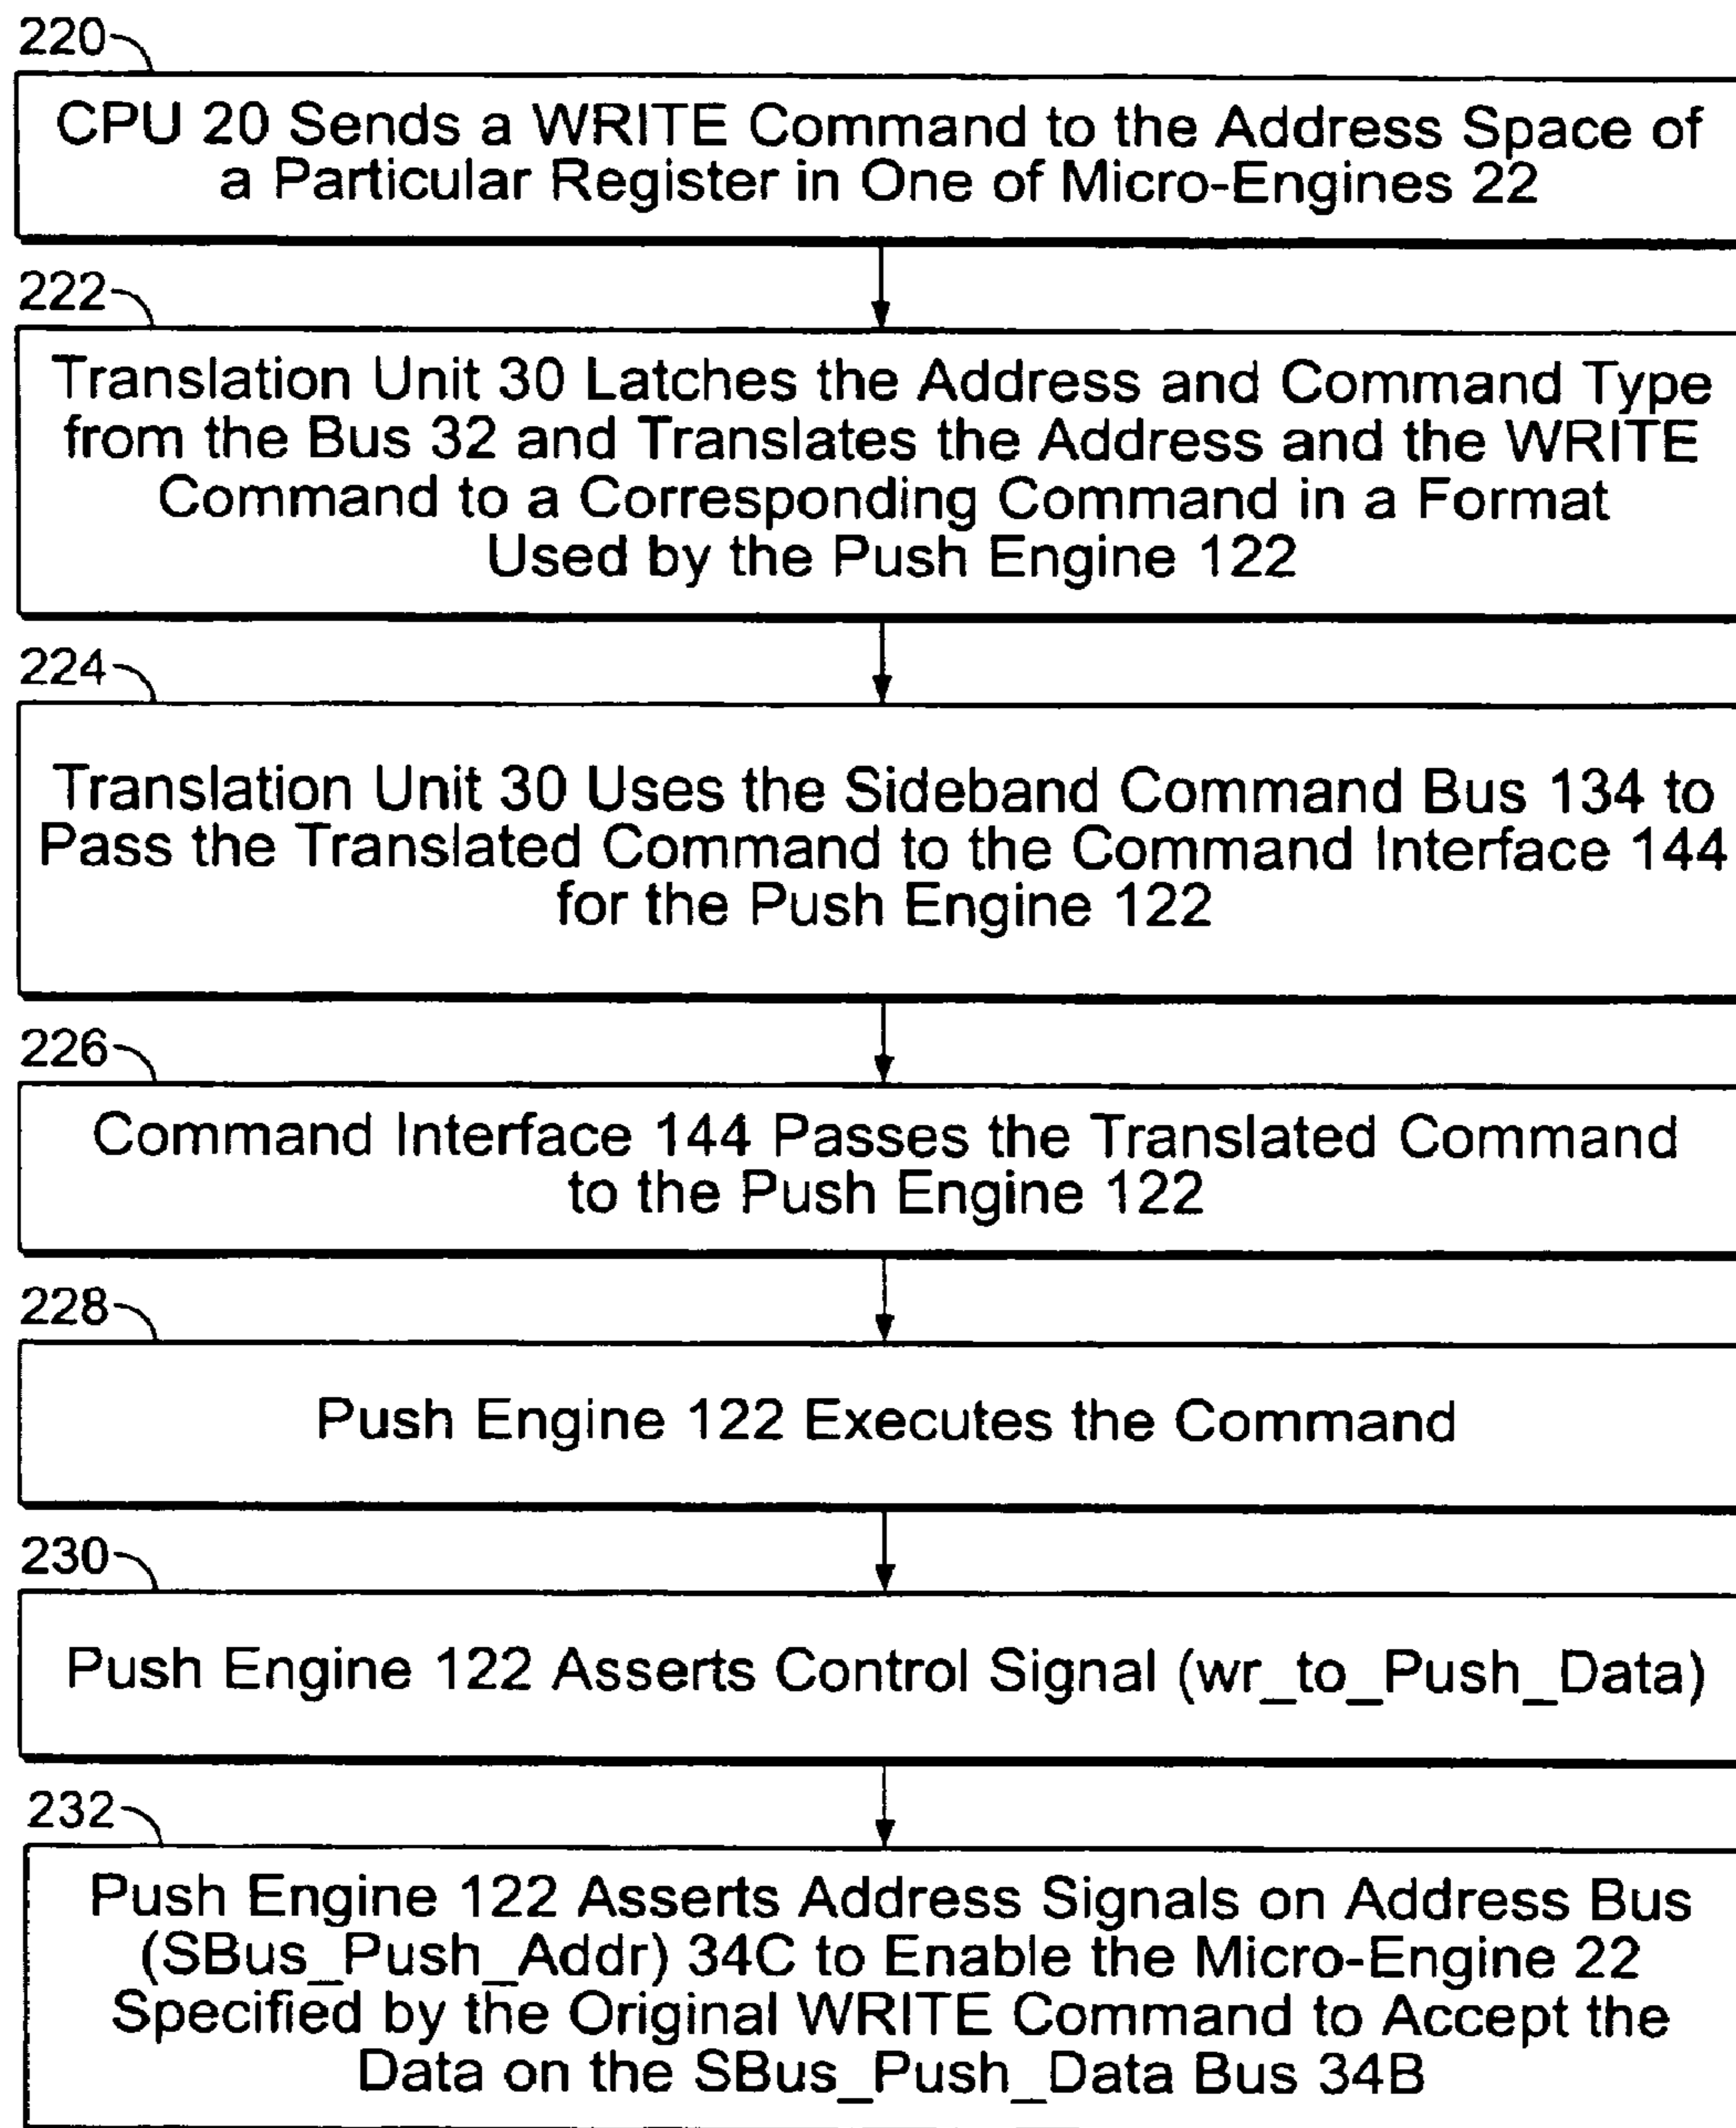 220
CPU 20 Sends a WRITE Command to the Address Space of
a Particular Register in One of Micro-Engines 22
222
Translation Unit 30 Latches the Address and Command Type
from the Bus 32 and Translates the Address and the WRITE
Command to a Corresponding Command in a Format
Used by the Push Engine 122
224
Translation Unit 30 Uses the Sideband Command Bus 134 to
Pass the Translated Command to the Command Interface 144
for the Push Engine 122
226
Command Interface 144 Passes the Translated Command
to the Push Engine 122
228
Push Engine 122 Executes the Command
230
Push Engine 122 Asserts Control Signal (wr_to_Push_Data)
232
Push Engine 122 Asserts Address Signals on Address Bus
(SBus_Push_Addr) 34C to Enable the Micro-Engine 22
Specified by the Original WRITE Command to Accept the
Data on the SBus_Push_Data Bus 34B